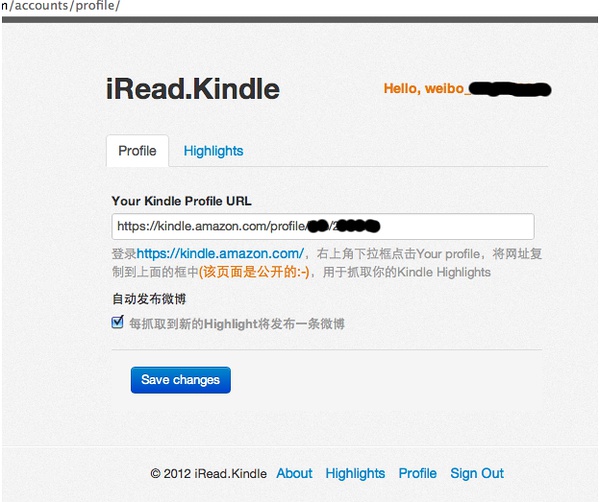 n/accounts/profile/
iRead.Kindle
Hello, weibo_
Profile Highlights
Your Kindle Profile URL
https://kindle.amazon.com/profile/
登录https://kindle.amazon.com/，右上角下拉框点击Your profile，将网址复
制到上面的框中(该页面是公开的:-)，用于抓取你的Kindle Highlights
自动发布微博
每抓取到新的Highlight将发布一条微博
Save changes
© 2012 iRead.Kindle About Highlights Profile Sign Out